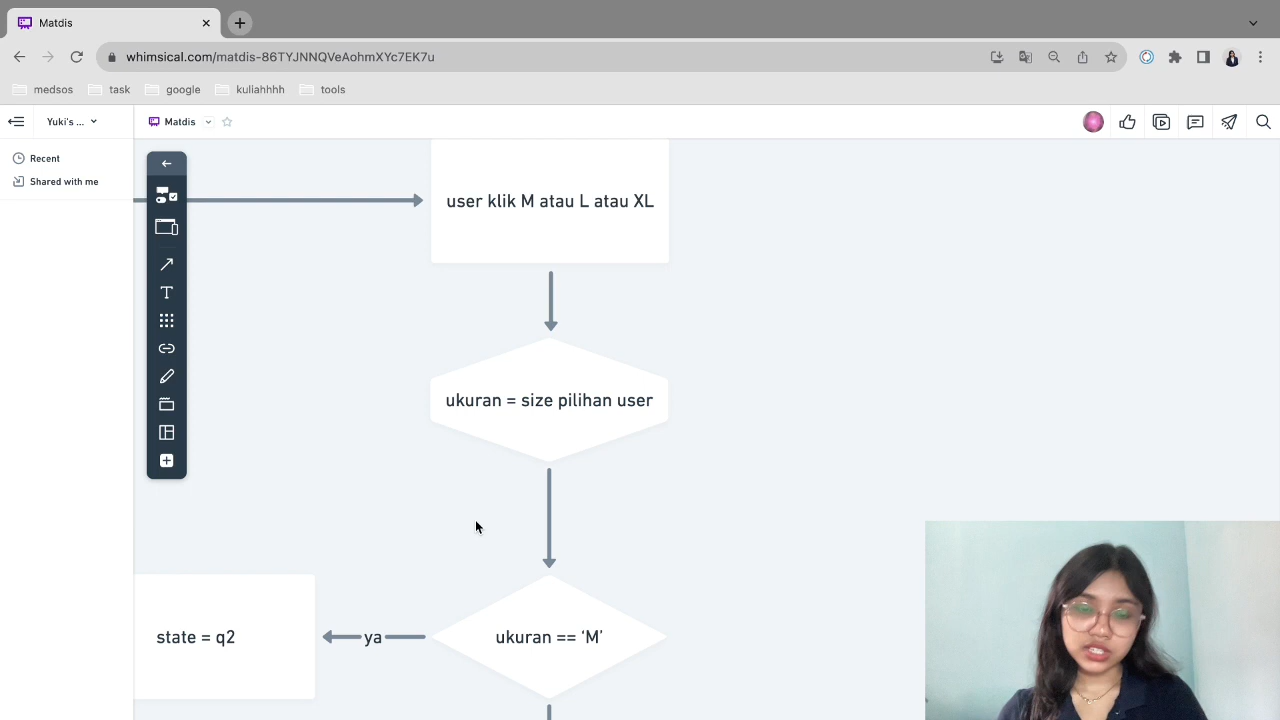 Matdis
whimsical.com/matdis-86TYJNNQVeAohmXYc7EK7u
medsos
task
google
kuliahhhh
tools
Yuki's ...
Matdis
Recent
Shared with me
user klik M atau L atau XL
ukuran = size pilihan user
state = q2
ya
ukuran == ‘M’